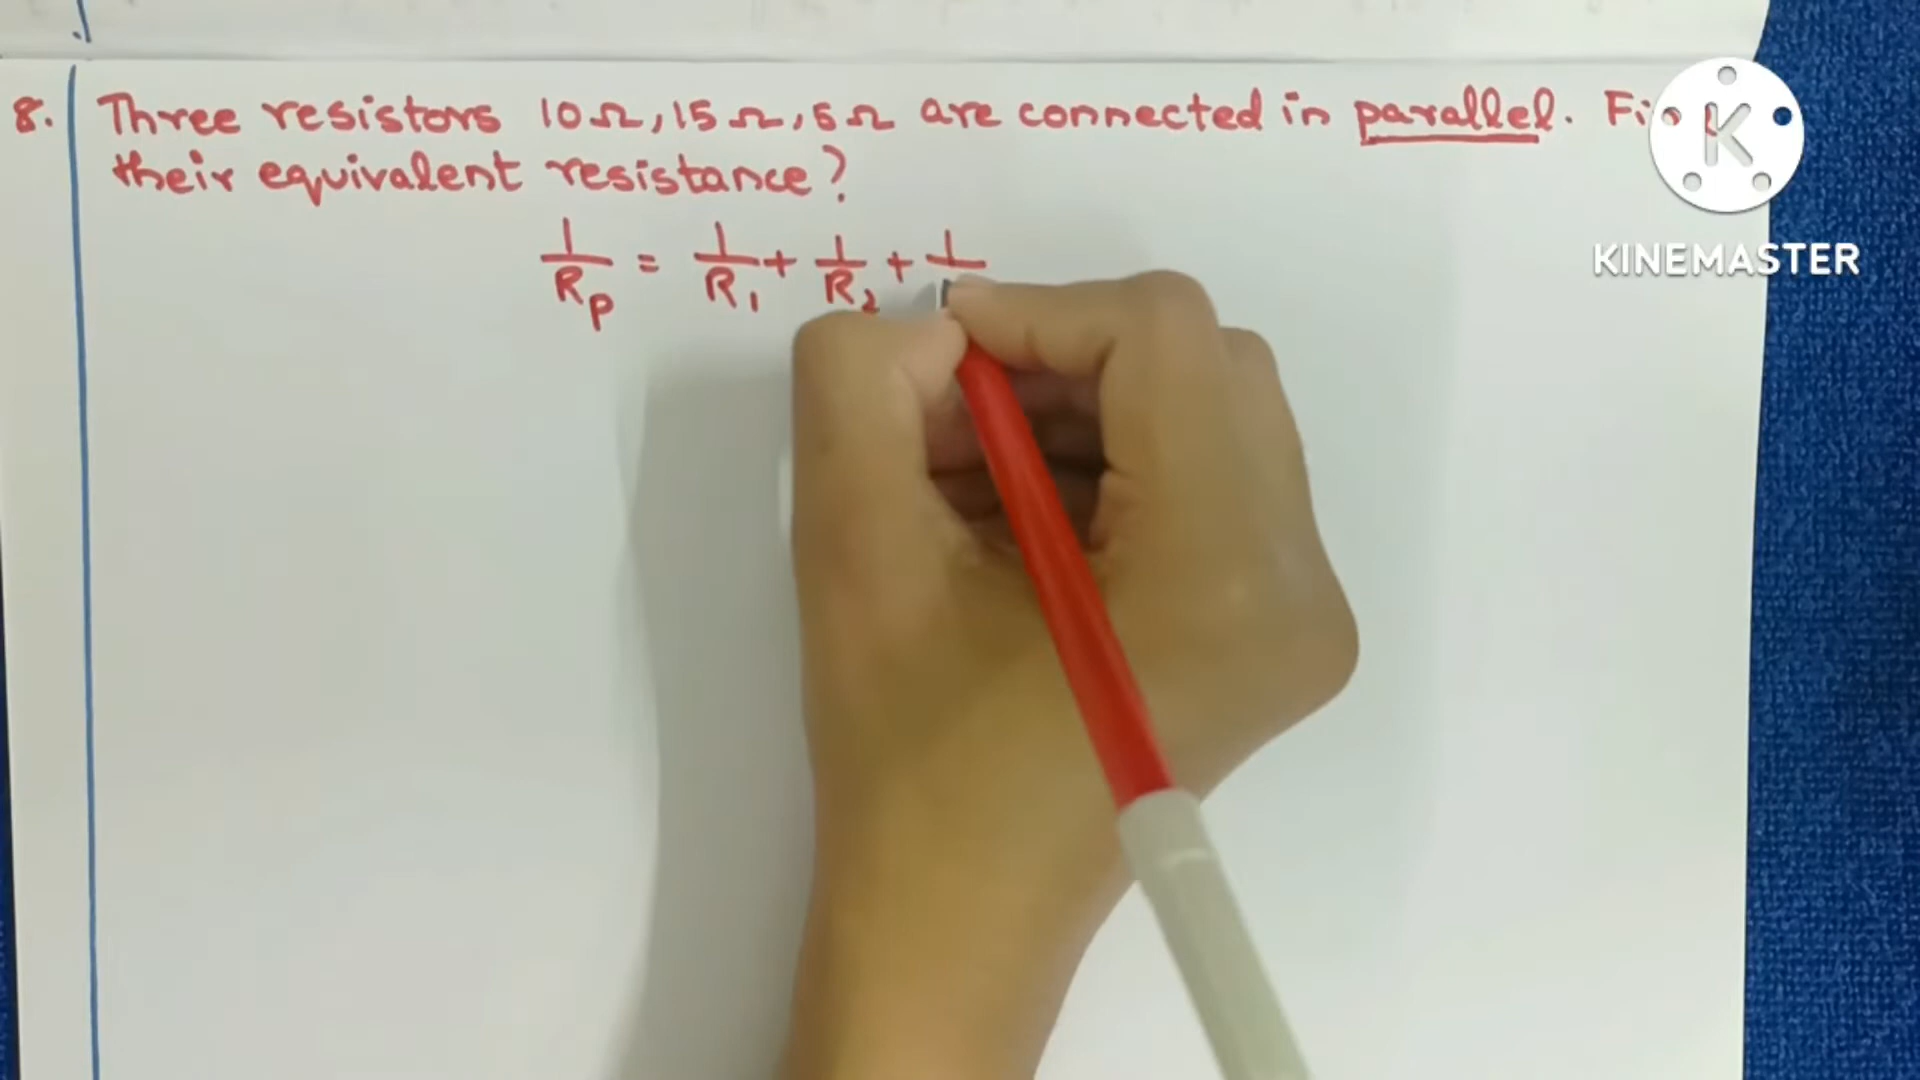 8. Three resistors 10Ω, 15Ω, 5Ω are connected in parallel.
their equivalent resistance?
1/Rp = 1/R1 + 1/R2 + 1
K
KINEMASTER